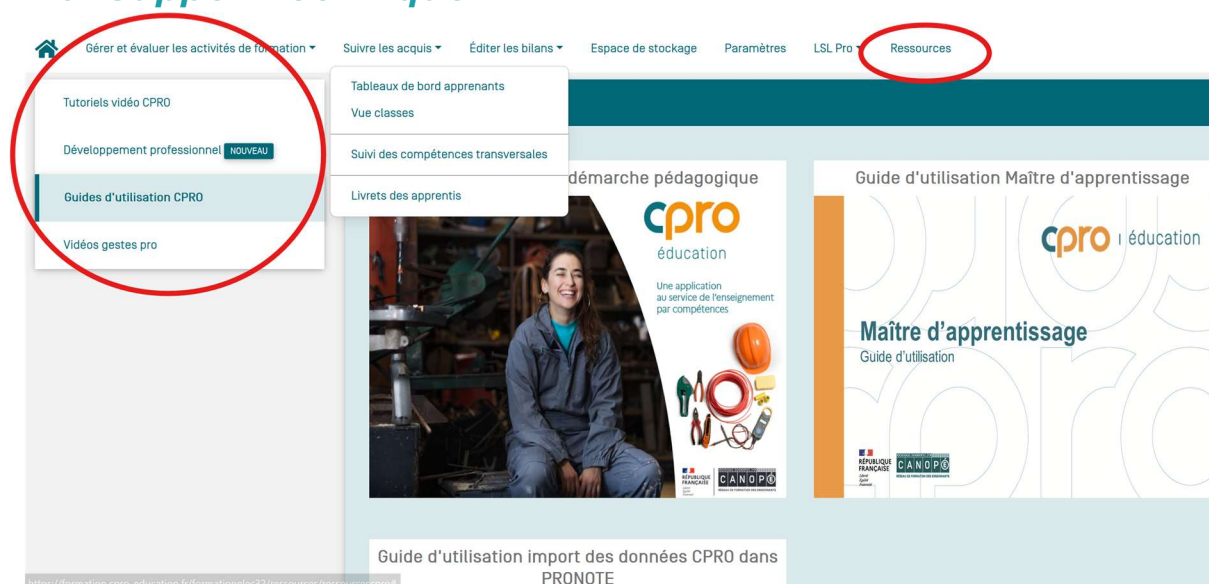 Gérer et évaluer les activités de formation
Suivre les acquis
Éditer les bilans
Espace de stockage
Paramètres
LSL Pro
Ressources
Tutoriels vidéo CPRO
Développement professionnel NOUVEAU
Guides d'utilisation CPRO
Vidéos gestes pro
Tableaux de bord apprenants
Vue classes
Suivi des compétences transversales
Livrets des apprentis
démarche pédagogique
cpro
éducation
Une application
au service de l'enseignement
par compétences
RÉPUBLIQUE
FRANÇAISE
CANOPÉ
Guide d'utilisation Maître d'apprentissage
cpro éducation
Maître d'apprentissage
Guide d'utilisation
RÉPUBLIQUE
FRANÇAISE
CANOPÉ
Guide d'utilisation import des données CPRO dans
PRONOTE